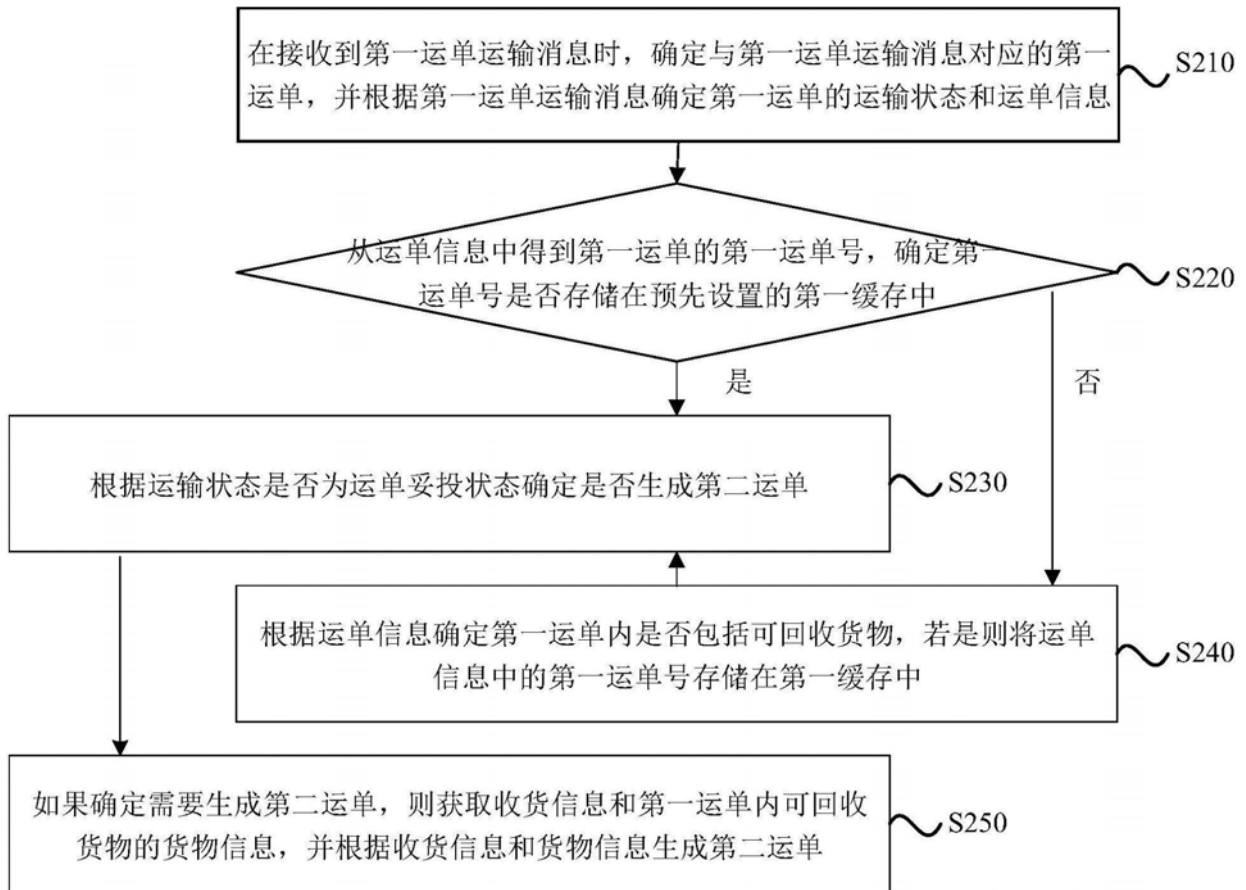 在接收到第一运单运输消息时，确定与第一运单运输消息对应的第一
运单，并根据第一运单运输消息确定第一运单的运输状态和运单信息
S210
从运单信息中得到第一运单的第一运单号，确定第一
运单号是否存储在预先设置的第一缓存中
S220
是
否
根据运输状态是否为运单妥投状态确定是否生成第二运单
S230
根据运单信息确定第一运单内是否包括可回收货物，若是则将运单
信息中的第一运单号存储在第一缓存中
S240
如果确定需要生成第二运单，则获取收货信息和第一运单内可回收
货物的货物信息，并根据收货信息和货物信息生成第二运单
S250